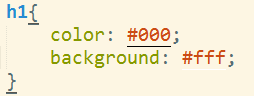 h1{
    color: #000;
    background: #fff;
}